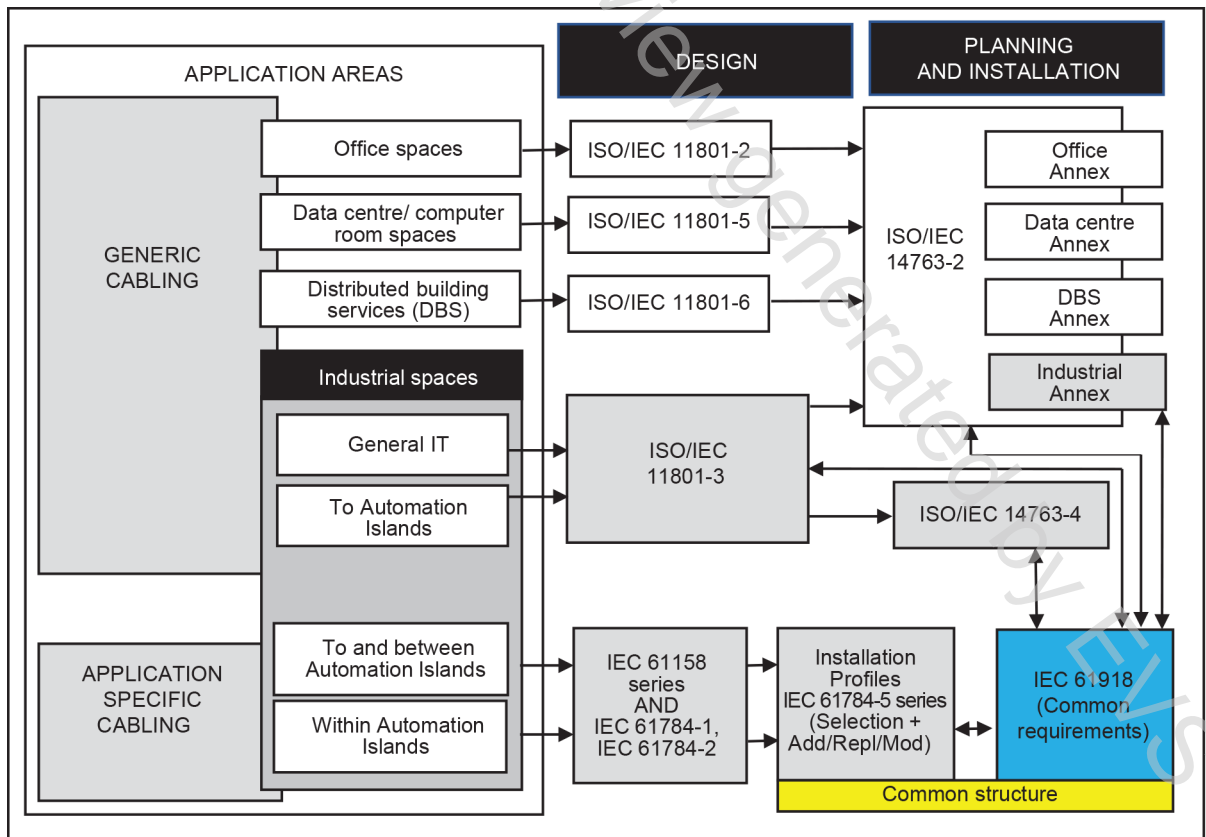 APPLICATION AREAS
DESIGN
PLANNING
AND INSTALLATION
GENERIC
CABLING
Office spaces
ISO/IEC 11801-2
Data centre/ computer
room spaces
ISO/IEC 11801-5
Distributed building
services (DBS)
ISO/IEC 11801-6
ISO/IEC
14763-2
Office
Annex
Data centre
Annex
DBS
Annex
Industrial
Annex
Industrial spaces
General IT
To Automation
Islands
ISO/IEC
11801-3
ISO/IEC 14763-4
APPLICATION
SPECIFIC
CABLING
To and between
Automation Islands
Within Automation
Islands
IEC 61158
series
AND
IEC 61784-1,
IEC 61784-2
Installation
Profiles
IEC 61784-5 series
(Selection +
Add/Repl/Mod)
IEC 61918
(Common
requirements)
Common structure
view generated by EVS